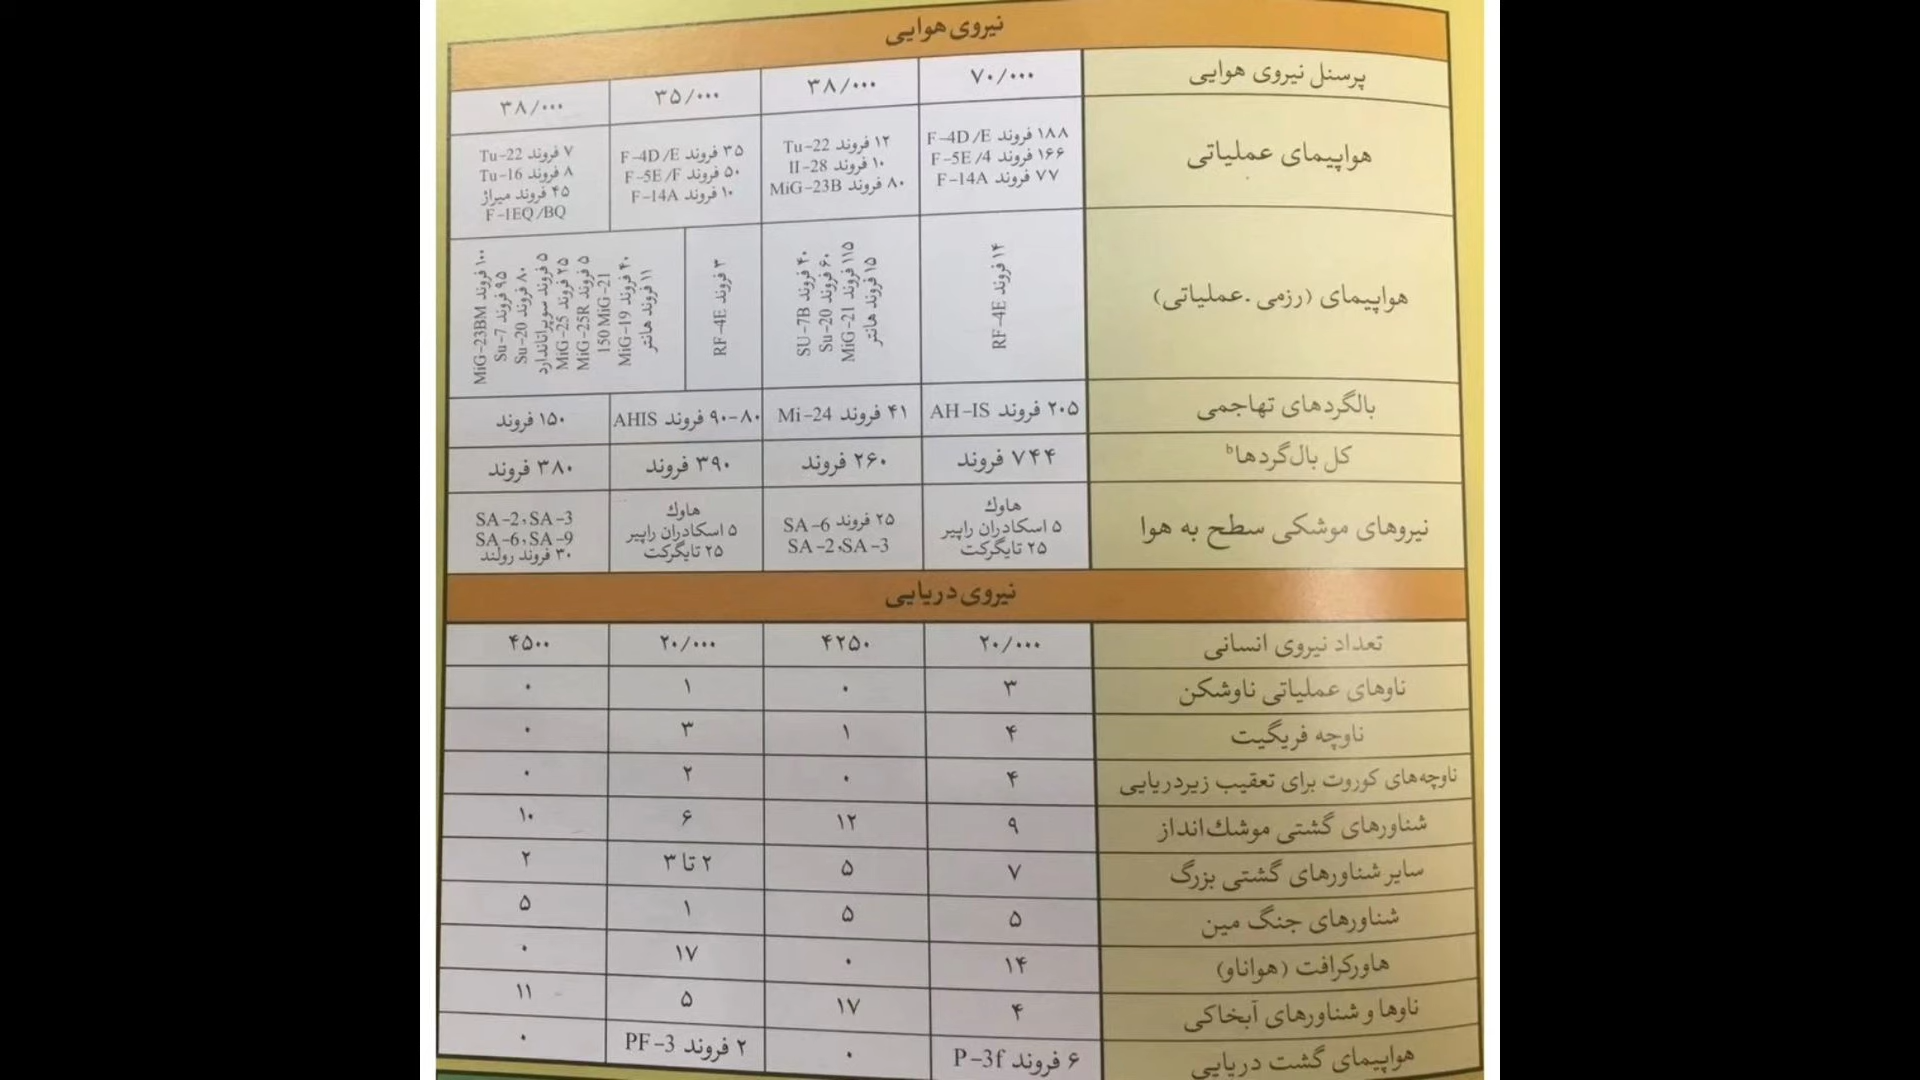 نیروی هوایی
پرسنل نیروی هوایی
۷۰/۰۰۰
۳۸/۰۰۰
۳۵/۰۰۰
۳۸/۰۰۰
هواپیمای عملیاتی
۱۸۸ فروند F-4D/E
۱۶۶ فروند F-5E/4
۷۷ فروند F-14A
۱۲ فروند Tu-22
۱۰ فروند II-28
۸۰ فروند MiG-23B
۳۵ فروند F-4D/E
۵۰ فروند F-5E/F
۱۰ فروند F-14A
۷ فروند Tu-22
۸ فروند Tu-16
۴۵ فروند میراژ
F-1EQ/BQ
هواپیمای (رزمی . عملیاتی)
۱۴ فروند RF-4E
۴۰ فروند SU-7B
۶۰ فروند Su-20
۱۱۵ فروند MiG-21
۱۵ فروند هانتر
۳ فروند RF-4E
۱۰۰ فروند MiG-23BM
۹۵ فروند Su-7
۸۰ فروند Su-20
۵ فروند سوپراتاندارد
۲۵ فروند MiG-25
۵ فروند MiG-25R
150 MiG-21
۴۰ فروند MiG-19
۱۱ فروند هانتر
بالگردهای تهاجمی
۲۰۵ فروند AH-IS
۴۱ فروند Mi-24
۸۰-۹۰ فروند AHIS
۱۵۰ فروند
کل بال‌گردهاb
۷۴۴ فروند
۲۶۰ فروند
۳۹۰ فروند
۳۸۰ فروند
نیروهای موشکی سطح به هوا
هاوك
۵ اسکادران راپیر
۲۵ تایگرکت
۲۵ فروند SA-6
SA-2،SA-3
هاوك
۵ اسکادران راپیر
۲۵ تایگرکت
SA-2،SA-3
SA-6،SA-9
۳۰ فروند رولند
نیروی دریایی
تعداد نیروی انسانی
۲۰/۰۰۰
۴۲۵۰
۲۰/۰۰۰
۴۵۰۰
ناوهای عملیاتی ناوشکن
۳
۰
۱
۰
ناوچه فریگیت
۴
۱
۳
۰
ناوچه‌های کوروت برای تعقیب زیردریایی
۴
۰
۲
۰
شناورهای گشتی موشك‌انداز
۹
۱۲
۶
۱۰
سایر شناورهای گشتی بزرگ
۷
۵
۲ تا ۳
۲
شناورهای جنگ مین
۵
۵
۱
۵
هاورکرافت (هواناو)
۱۴
۰
۱۷
۰
ناوها و شناورهای آبخاکی
۴
۱۷
۵
۱۱
هواپیمای گشت دریایی
۶ فروند P-3f
۰
۲ فروند PF-3
۰